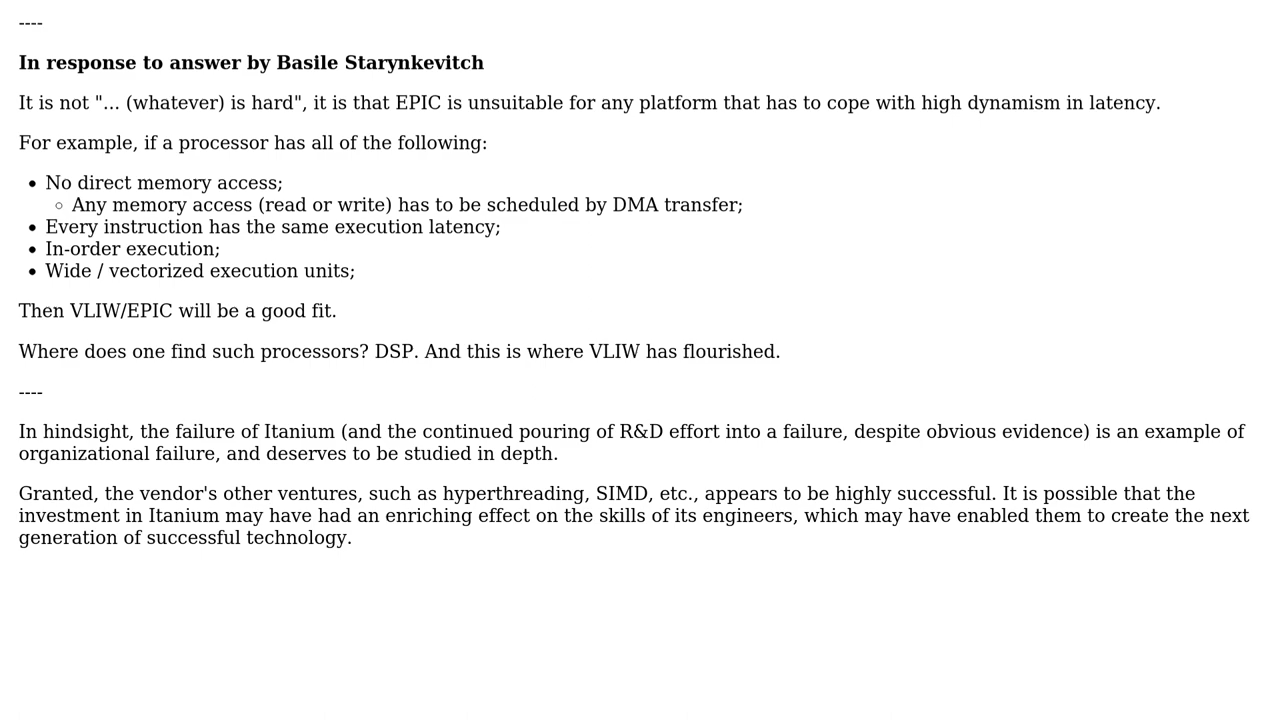 ----
In response to answer by Basile Starynkevitch
It is not "... (whatever) is hard", it is that EPIC is unsuitable for any platform that has to cope with high dynamism in latency.
For example, if a processor has all of the following:
No direct memory access;
Any memory access (read or write) has to be scheduled by DMA transfer;
Every instruction has the same execution latency;
In-order execution;
Wide / vectorized execution units;
Then VLIW/EPIC will be a good fit.
Where does one find such processors? DSP. And this is where VLIW has flourished.
----
In hindsight, the failure of Itanium (and the continued pouring of R&D effort into a failure, despite obvious evidence) is an example of
organizational failure, and deserves to be studied in depth.
Granted, the vendor's other ventures, such as hyperthreading, SIMD, etc., appears to be highly successful. It is possible that the
investment in Itanium may have had an enriching effect on the skills of its engineers, which may have enabled them to create the next
generation of successful technology.